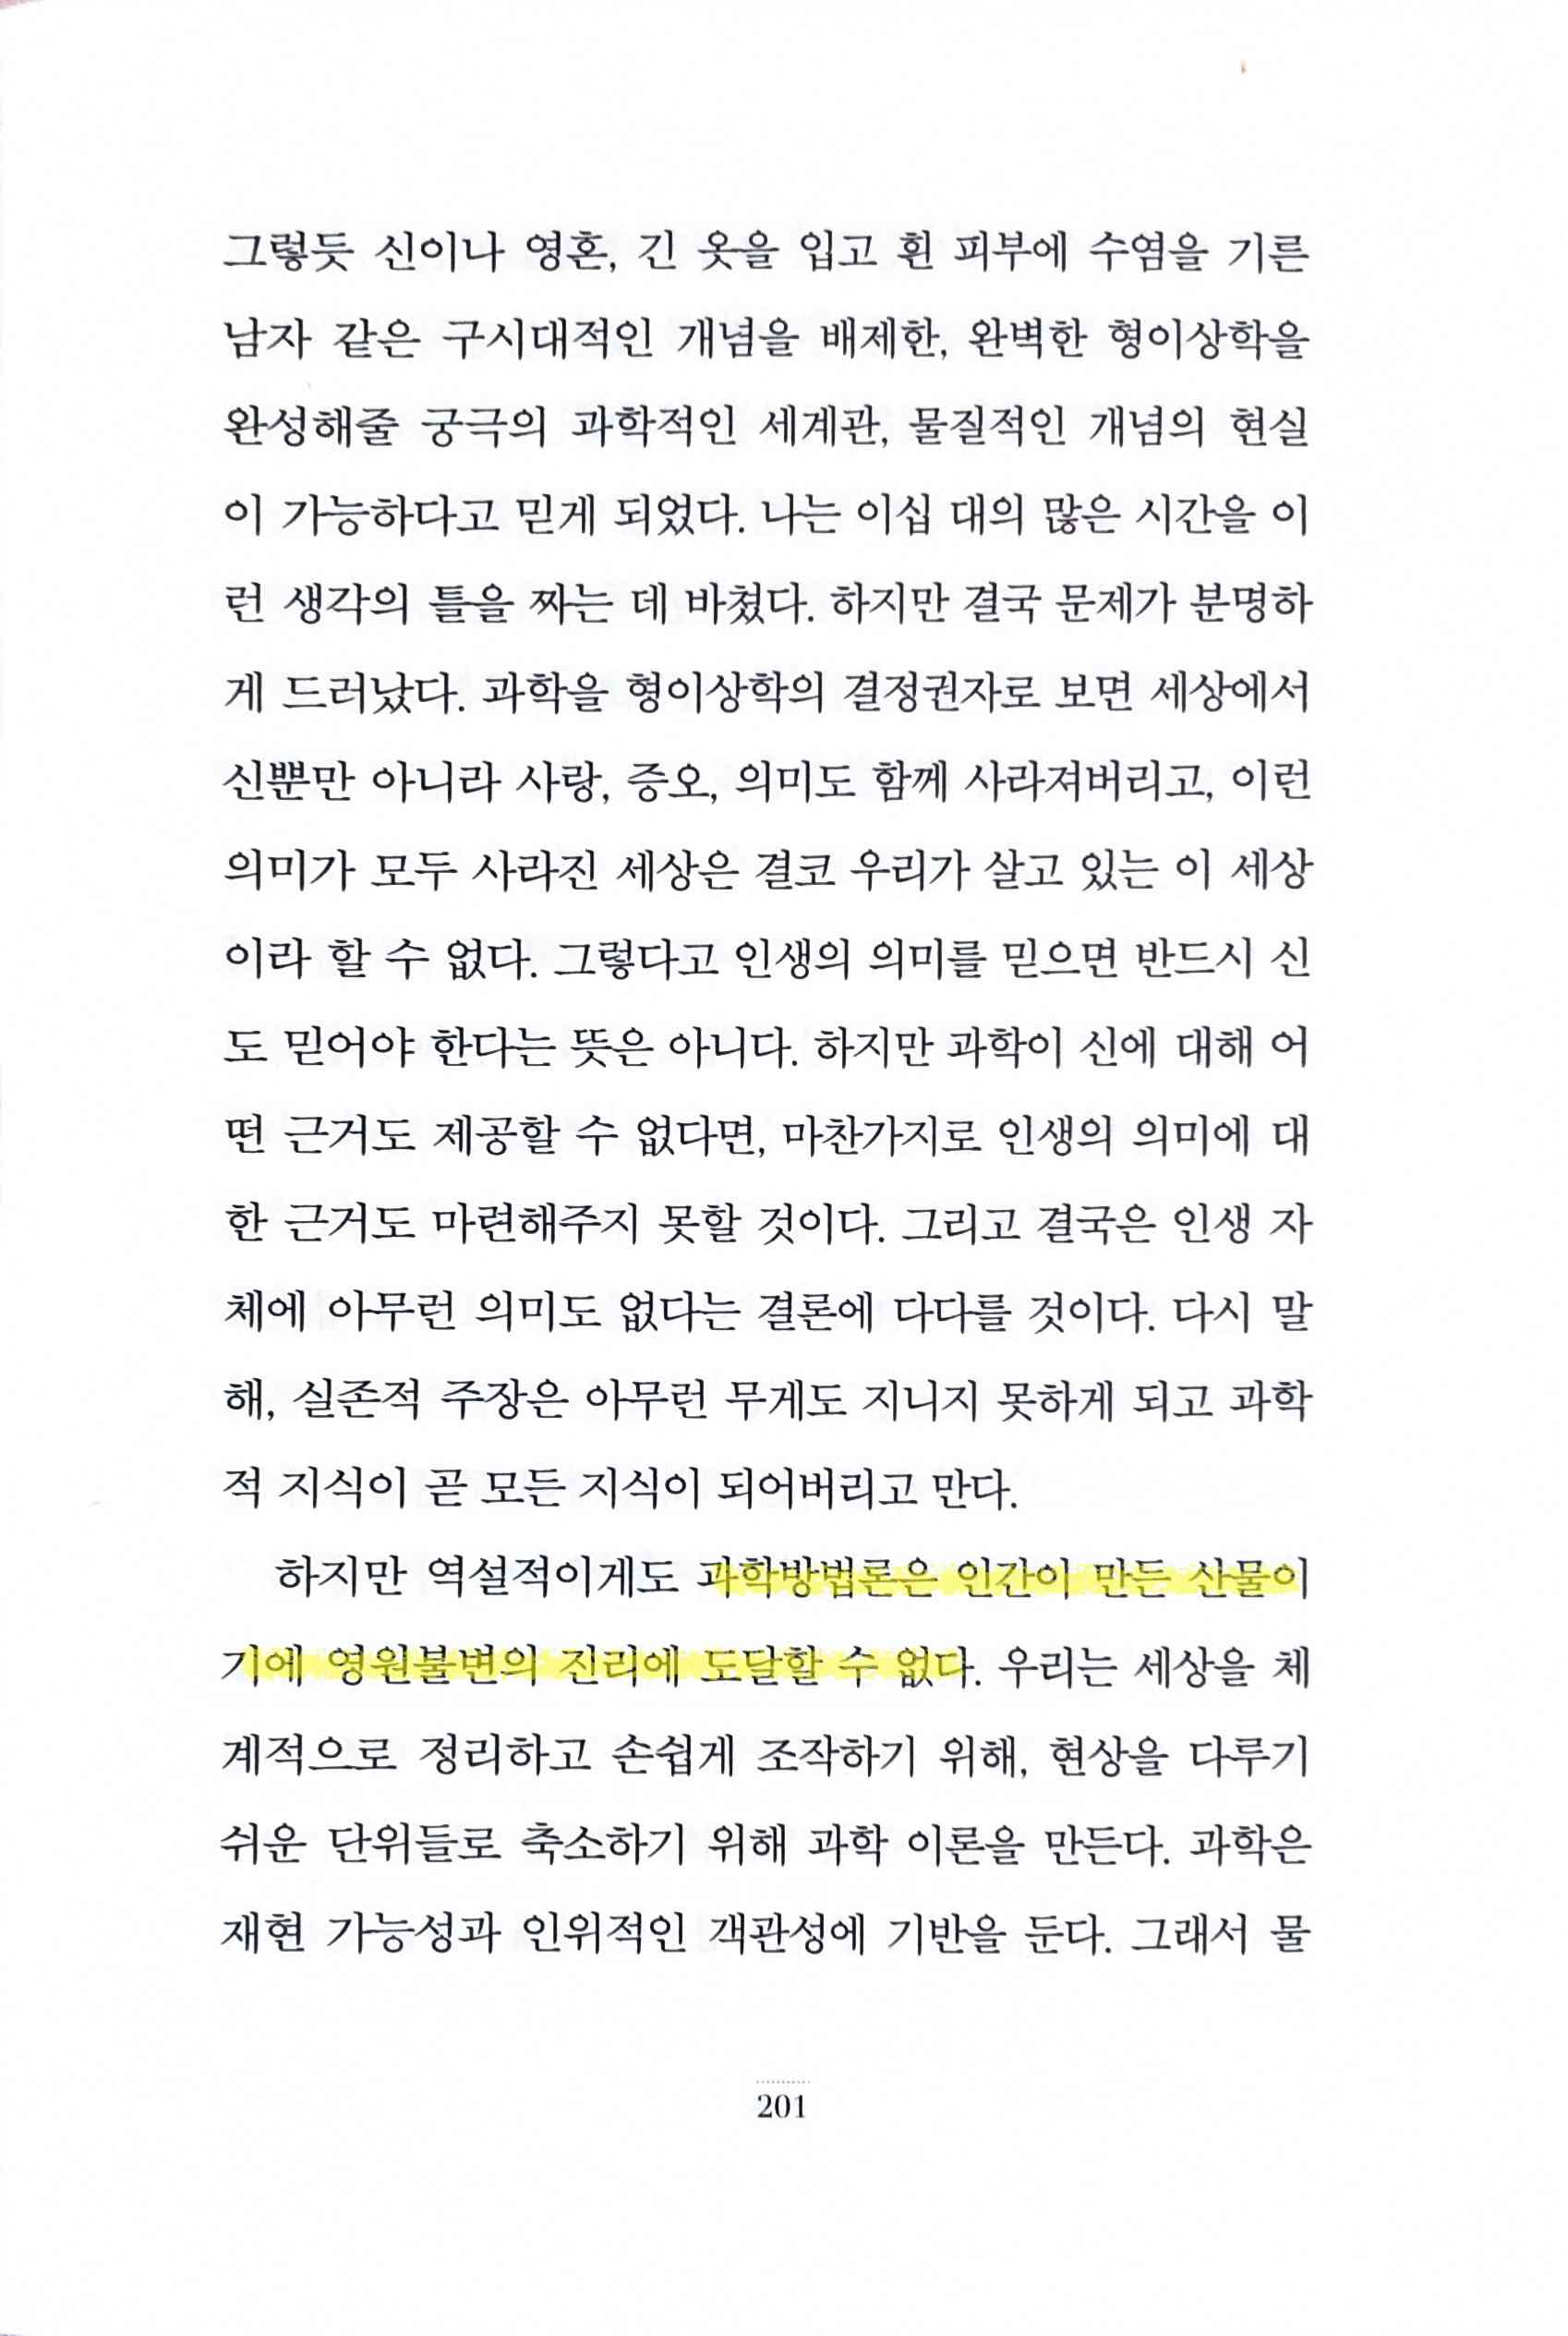 그렇듯 신이나 영혼, 긴 옷을 입고 흰 피부에 수염을 기른
남자 같은 구시대적인 개념을 배제한, 완벽한 형이상학을
완성해줄 궁극의 과학적인 세계관, 물질적인 개념의 현실
이 가능하다고 믿게 되었다. 나는 이십 대의 많은 시간을 이
런 생각의 틀을 짜는 데 바쳤다. 하지만 결국 문제가 분명하
게 드러났다. 과학을 형이상학의 결정권자로 보면 세상에서
신뿐만 아니라 사랑, 증오, 의미도 함께 사라져버리고, 이런
의미가 모두 사라진 세상은 결코 우리가 살고 있는 이 세상
이라 할 수 없다. 그렇다고 인생의 의미를 믿으면 반드시 신
도 믿어야 한다는 뜻은 아니다. 하지만 과학이 신에 대해 어
떤 근거도 제공할 수 없다면, 마찬가지로 인생의 의미에 대
한 근거도 마련해주지 못할 것이다. 그리고 결국은 인생 자
체에 아무런 의미도 없다는 결론에 다다를 것이다. 다시 말
해, 실존적 주장은 아무런 무게도 지니지 못하게 되고 과학
적 지식이 곧 모든 지식이 되어버리고 만다.
하지만 역설적이게도 과학방법론은 인간이 만든 산물이
기에 영원불변의 진리에 도달할 수 없다. 우리는 세상을 체
계적으로 정리하고 손쉽게 조작하기 위해, 현상을 다루기
쉬운 단위들로 축소하기 위해 과학 이론을 만든다. 과학은
재현 가능성과 인위적인 객관성에 기반을 둔다. 그래서 물
201